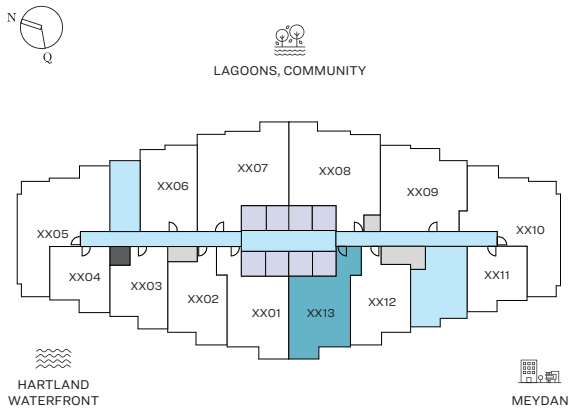 N
Q
LAGOONS, COMMUNITY
XX07
XX08
XX06
XX09
XX05
XX10
XX04
XX03
XX02
XX01
XX13
XX12
XX11
HARTLAND
WATERFRONT
MEYDAN